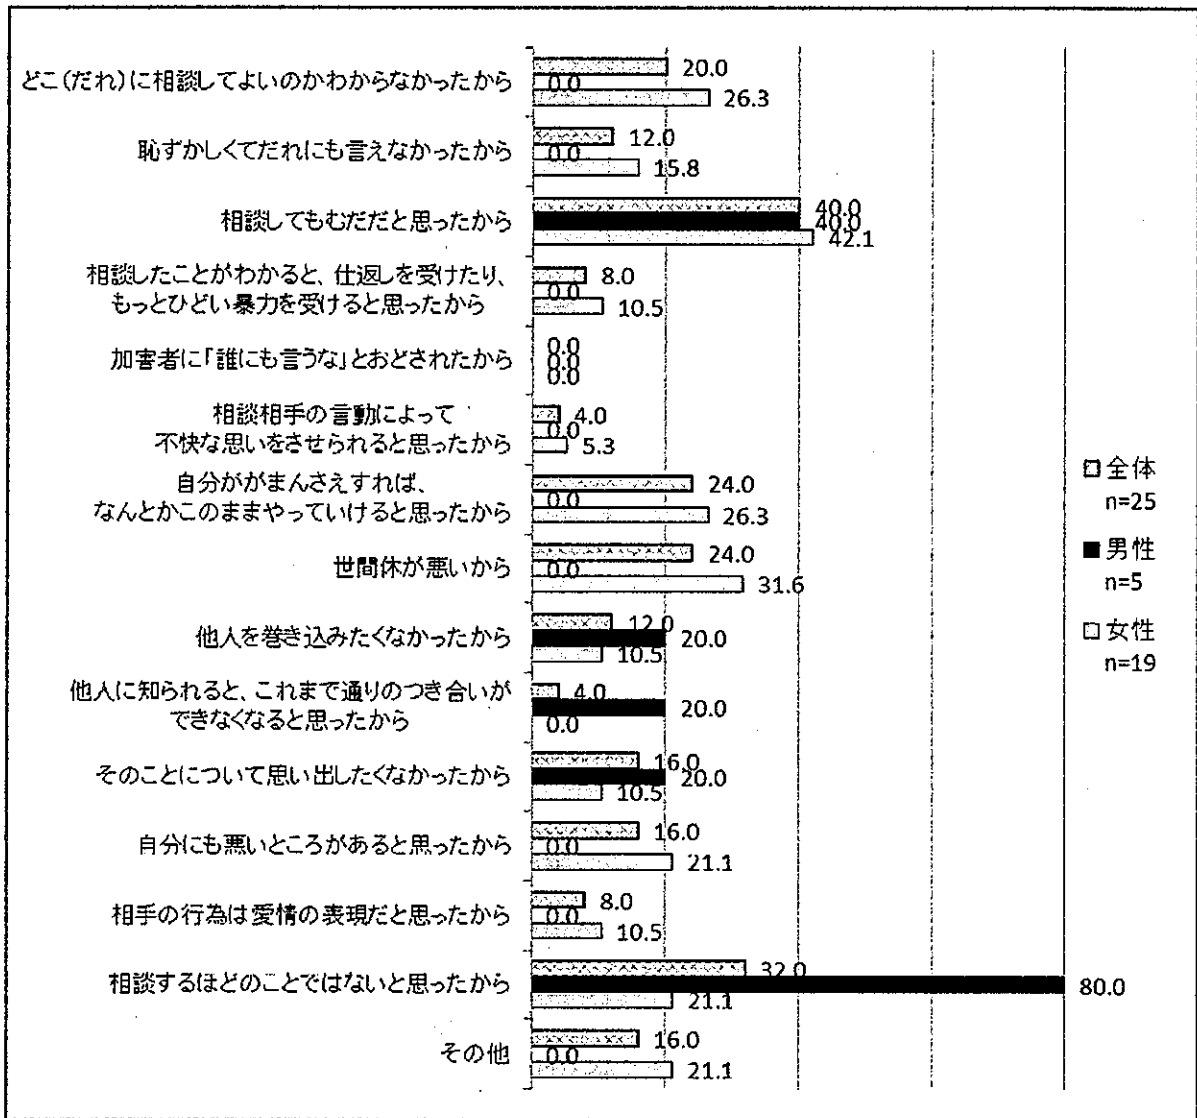 どこ(だれ)に相談してよいのかわからなかったから
20.0
0.0
26.3
恥ずかしくてだれにも言えなかったから
12.0
0.0
15.8
相談してもむだだと思ったから
40.0
40.0
42.1
相談したことがわかると、仕返しを受けたり、
もっとひどい暴力を受けると思ったから
8.0
0.0
10.5
加害者に「誰にも言うな」とおどされたから
0.0
0.0
0.0
相談相手の言動によって
不快な思いをさせられると思ったから
4.0
0.0
5.3
自分ががまんさえすれば、
なんとかこのままやっていけると思ったから
24.0
0.0
26.3
世間休が悪いから
24.0
0.0
31.6
他人を巻き込みたくなかったから
12.0
20.0
10.5
他人に知られると、これまで通りのつき合いが
できなくなると思ったから
4.0
20.0
0.0
そのことについて思い出したくなかったから
16.0
20.0
10.5
自分にも悪いところがあると思ったから
16.0
0.0
21.1
相手の行為は愛情の表現だと思ったから
8.0
0.0
10.5
相談するほどのことではないと思ったから
32.0
80.0
21.1
その他
16.0
0.0
21.1
全体
n=25
男性
n=5
女性
n=19